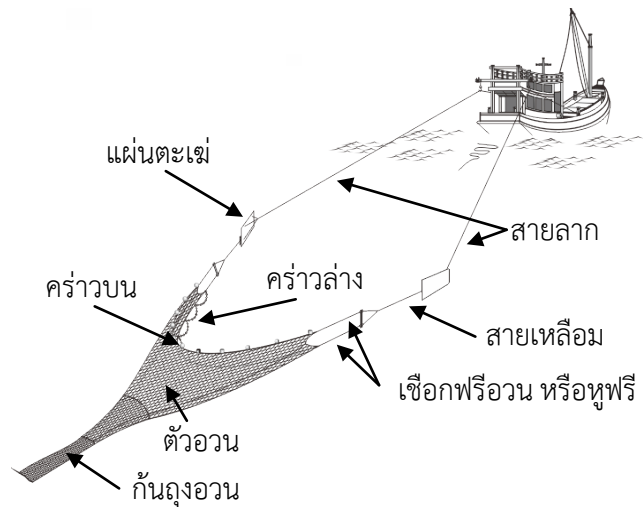 แผ่นตะเฆ่
สายลาก
คร่าวบน
คร่าวล่าง
สายเหลือม
เชือกฟรีอวน หรือหูฟรี
ตัวอวน
ก้นถุงอวน